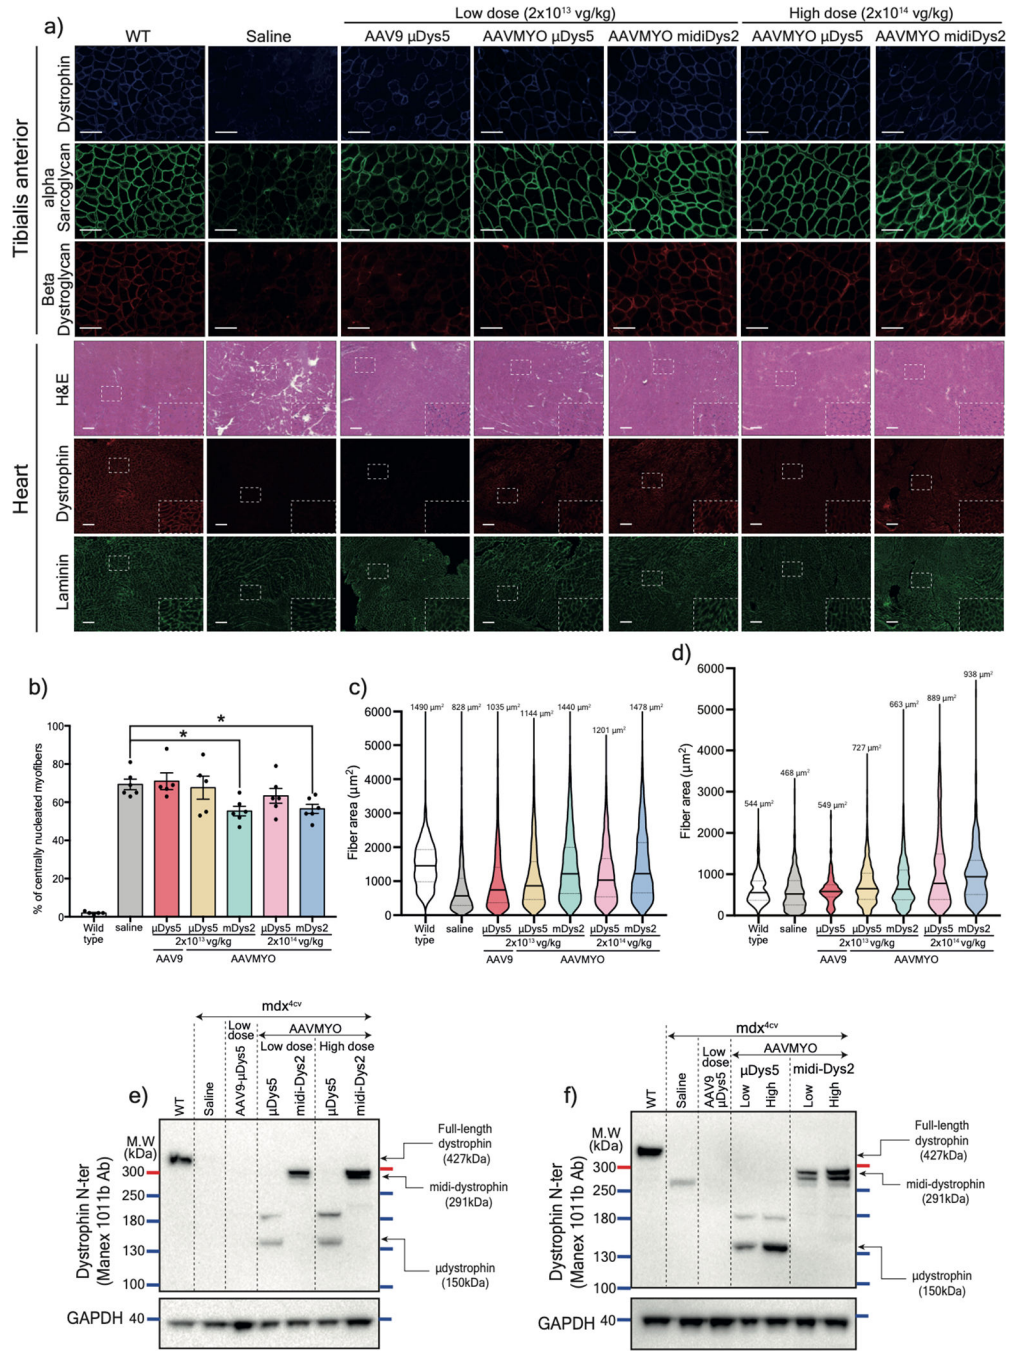 a)
Low dose (2x10¹³ vg/kg)
High dose (2x10¹⁴ vg/kg)
WT
Saline
AAV9 µDys5
AAVMYO µDys5
AAVMYO midiDys2
AAVMYO µDys5
AAVMYO midiDys2
Tibialis anterior
Dystrophin
alpha
Sarcoglycan
Beta
Dystroglycan
Heart
H&E
Dystrophin
Laminin
b)
% of centrally nucleated myofibers
100
80
60
40
20
0
*
*
Wild
-
type
saline
µDys5
µDys5
mDys2
µDys5
mDys2
2x10¹³ vg/kg
2x10¹⁴ vg/kg
AAV9
AAVMYO
c)
Fiber area (µm²)
6000
5000
4000
3000
2000
1000
0
1490 µm²
828 µm²
1035 µm²
1144 µm²
1440 µm²
1201 µm²
1478 µm²
Wild
-
type
saline
µDys5
µDys5
mDys2
µDys5
mDys2
2x10¹³ vg/kg
2x10¹⁴ vg/kg
AAV9
AAVMYO
d)
Fiber area (µm²)
6000
5000
4000
3000
2000
1000
0
544 µm²
468 µm²
549 µm²
727 µm²
663 µm²
889 µm²
938 µm²
Wild
-
type
saline
µDys5
µDys5
mDys2
µDys5
mDys2
2x10¹³ vg/kg
2x10¹⁴ vg/kg
AAV9
AAVMYO
e)
mdx⁴ᶜᵛ
Low
dose
AAVMYO
Low dose
High dose
WT
Saline
AAV9-µDys5
µDys5
midi-Dys2
µDys5
midi-Dys2
M.W
(kDa)
300
250
180
130
100
Dystrophin N-ter
(Manex 1011b Ab)
Full-length
dystrophin
(427kDa)
midi-dystrophin
(291kDa)
µdystrophin
(150kDa)
GAPDH
40
f)
mdx⁴ᶜᵛ
Low
dose
AAVMYO
µDys5
midi-Dys2
WT
Saline
AAV9
µDys5
Low
High
Low
High
M.W
(kDa)
300
250
180
130
100
Dystrophin N-ter
(Manex 1011b Ab)
Full-length
dystrophin
(427kDa)
midi-dystrophin
(291kDa)
µdystrophin
(150kDa)
GAPDH
40